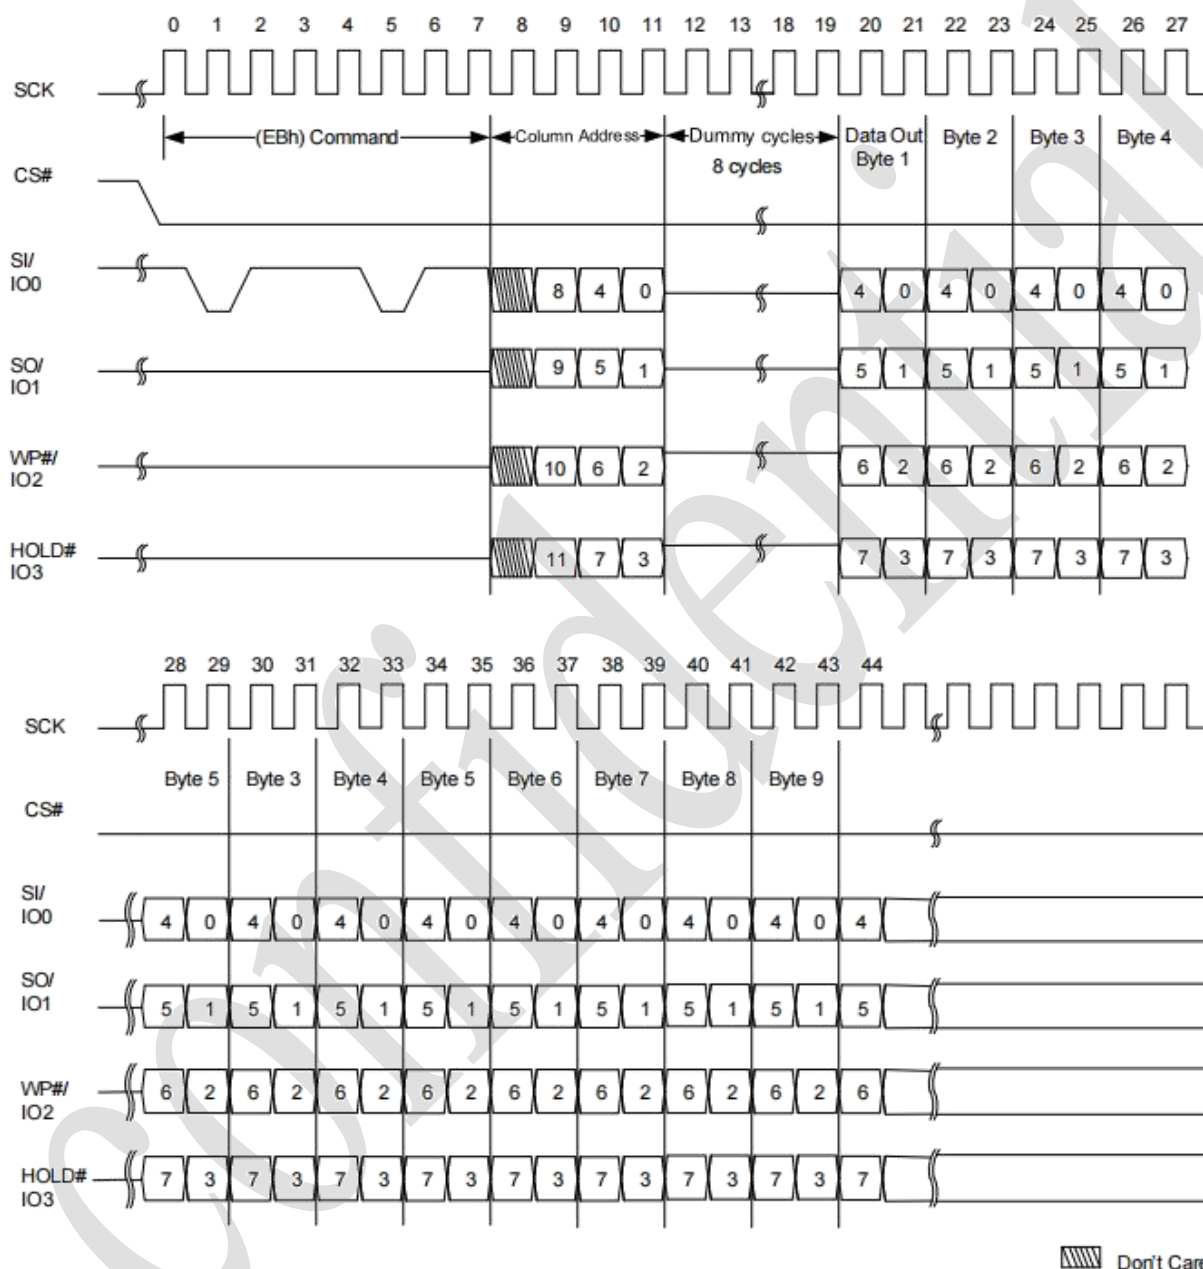 0 1 2 3 4 5 6 7 8 9 10 11 12 13 18 19 20 21 22 23 24 25 26 27
SCK
(EBh) Command Column Address Dummy cycles Data Out Byte 2 Byte 3 Byte 4
8 cycles Byte 1
CS#
SI/
IO0
8 4 0 4 0 4 0 4 0 4 0
SO/
IO1
9 5 1 5 1 5 1 5 1 5 1
WP#/
IO2
10 6 2 6 2 6 2 6 2 6 2
HOLD#
IO3
11 7 3 7 3 7 3 7 3 7 3
28 29 30 31 32 33 34 35 36 37 38 39 40 41 42 43 44
SCK
Byte 5 Byte 3 Byte 4 Byte 5 Byte 6 Byte 7 Byte 8 Byte 9
CS#
SI/
IO0
4 0 4 0 4 0 4 0 4 0 4 0 4 0 4 0 4
SO/
IO1
5 1 5 1 5 1 5 1 5 1 5 1 5 1 5 1 5
WP#/
IO2
6 2 6 2 6 2 6 2 6 2 6 2 6 2 6 2 6
HOLD#
IO3
7 3 7 3 7 3 7 3 7 3 7 3 7 3 7 3 7
Don't Care
confidential